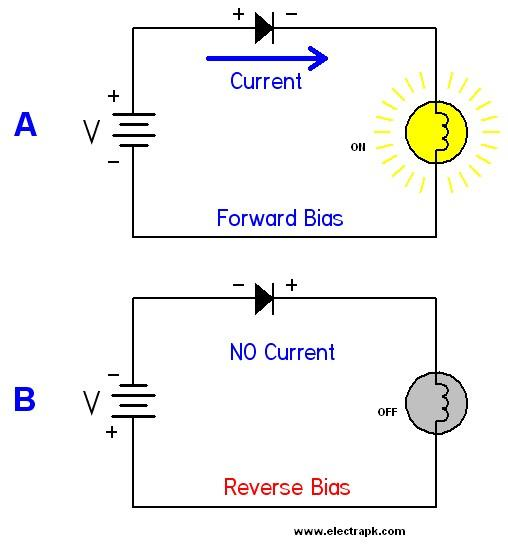 + −
Current
+
A V
−
ON
Forward Bias
− +
NO Current
−
B V
+
OFF
Reverse Bias
www.electrapk.com